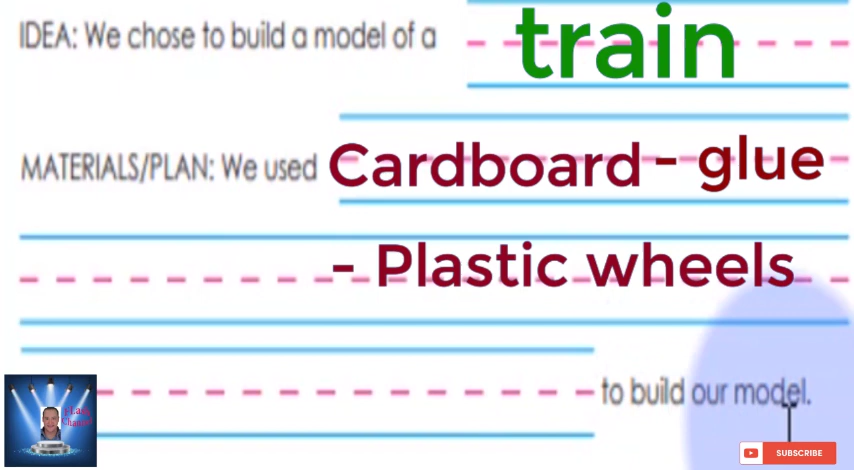 IDEA: We chose to build a model of a train
MATERIALS/PLAN: We used Cardboard - glue
- Plastic wheels
to build our model.
SUBSCRIBE